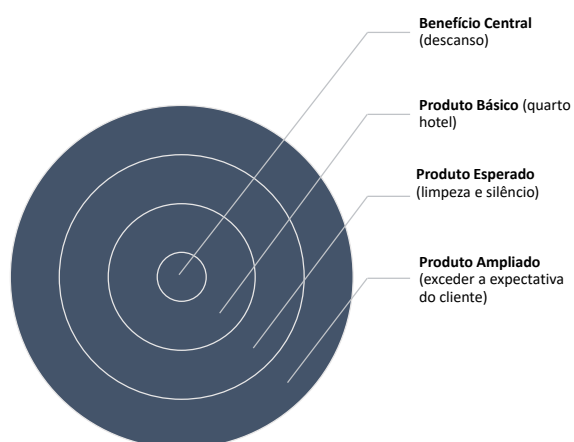 Benefício Central
(descanso)
Produto Básico (quarto
hotel)
Produto Esperado
(limpeza e silêncio)
Produto Ampliado
(exceder a expectativa
do cliente)